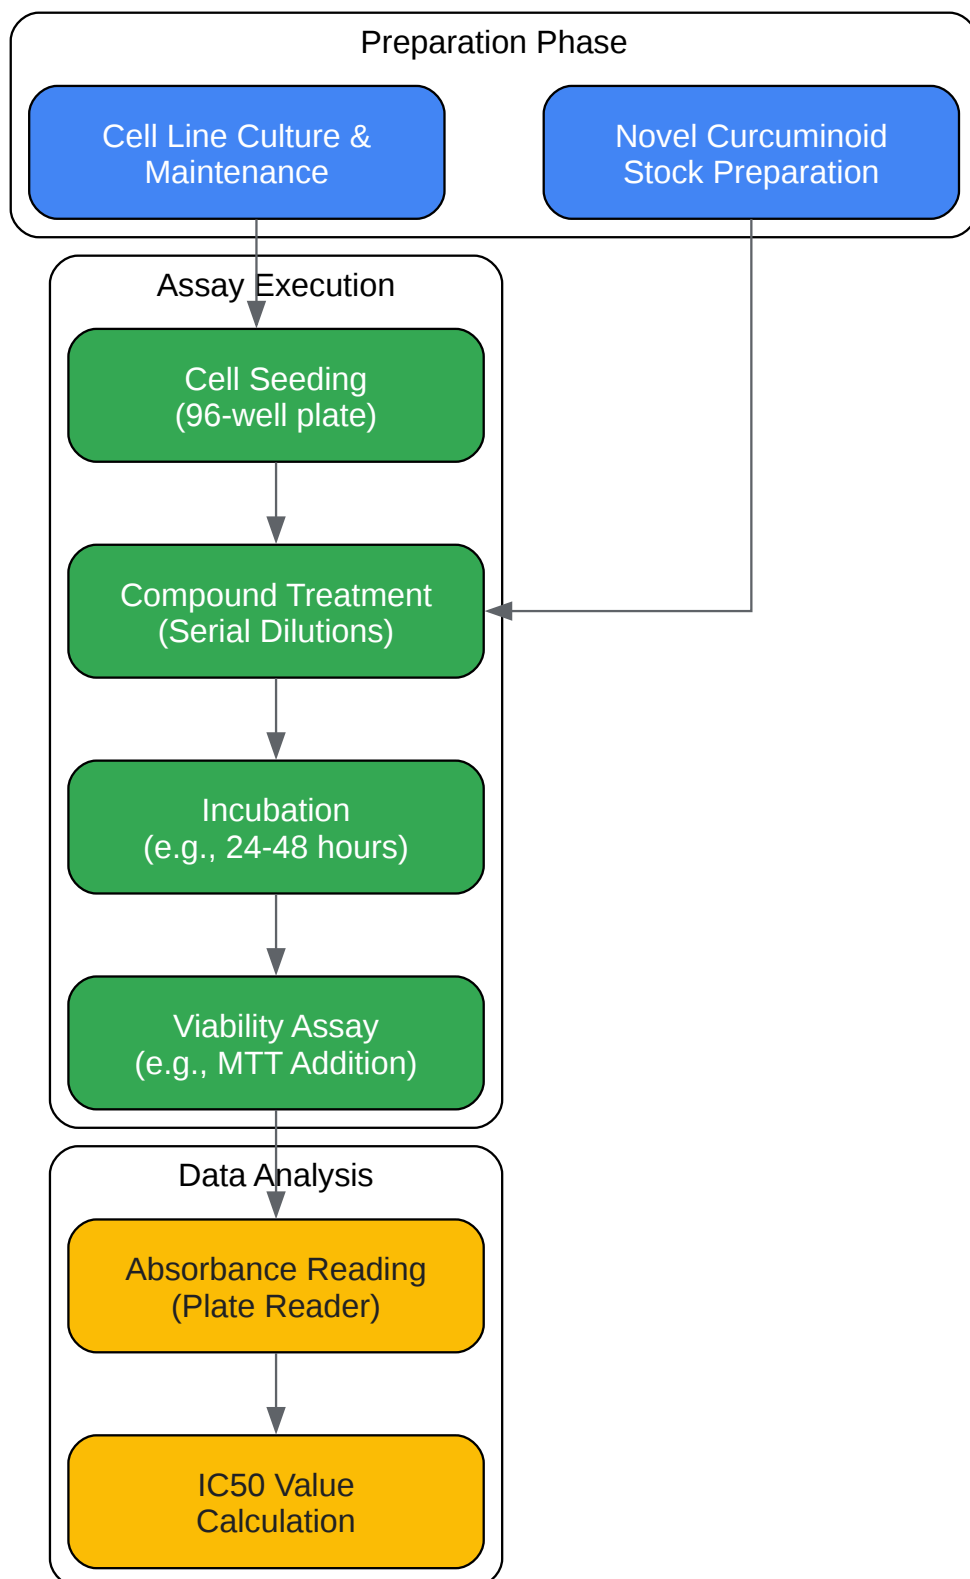 Preparation Phase
Cell Line Culture &
Maintenance
Novel Curcuminoid
Stock Preparation
Assay Execution
Cell Seeding
(96-well plate)
Compound Treatment
(Serial Dilutions)
Incubation
(e.g., 24-48 hours)
Viability Assay
(e.g., MTT Addition)
Data Analysis
Absorbance Reading
(Plate Reader)
IC50 Value
Calculation